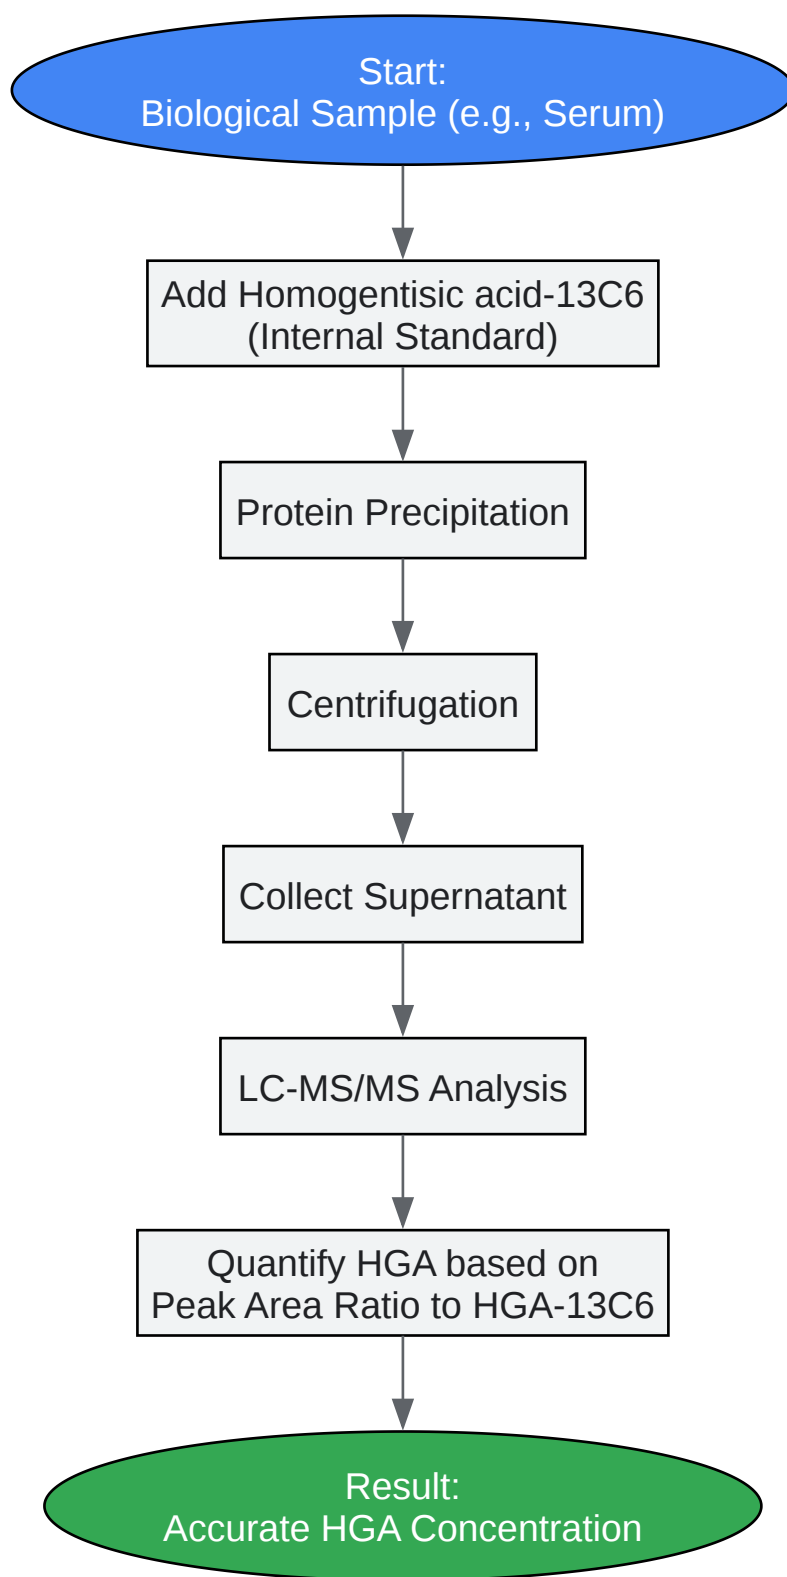 Start:
Biological Sample (e.g., Serum)
Add Homogentisic acid-13C6
(Internal Standard)
Protein Precipitation
Centrifugation
Collect Supernatant
LC-MS/MS Analysis
Quantify HGA based on
Peak Area Ratio to HGA-13C6
Result:
Accurate HGA Concentration